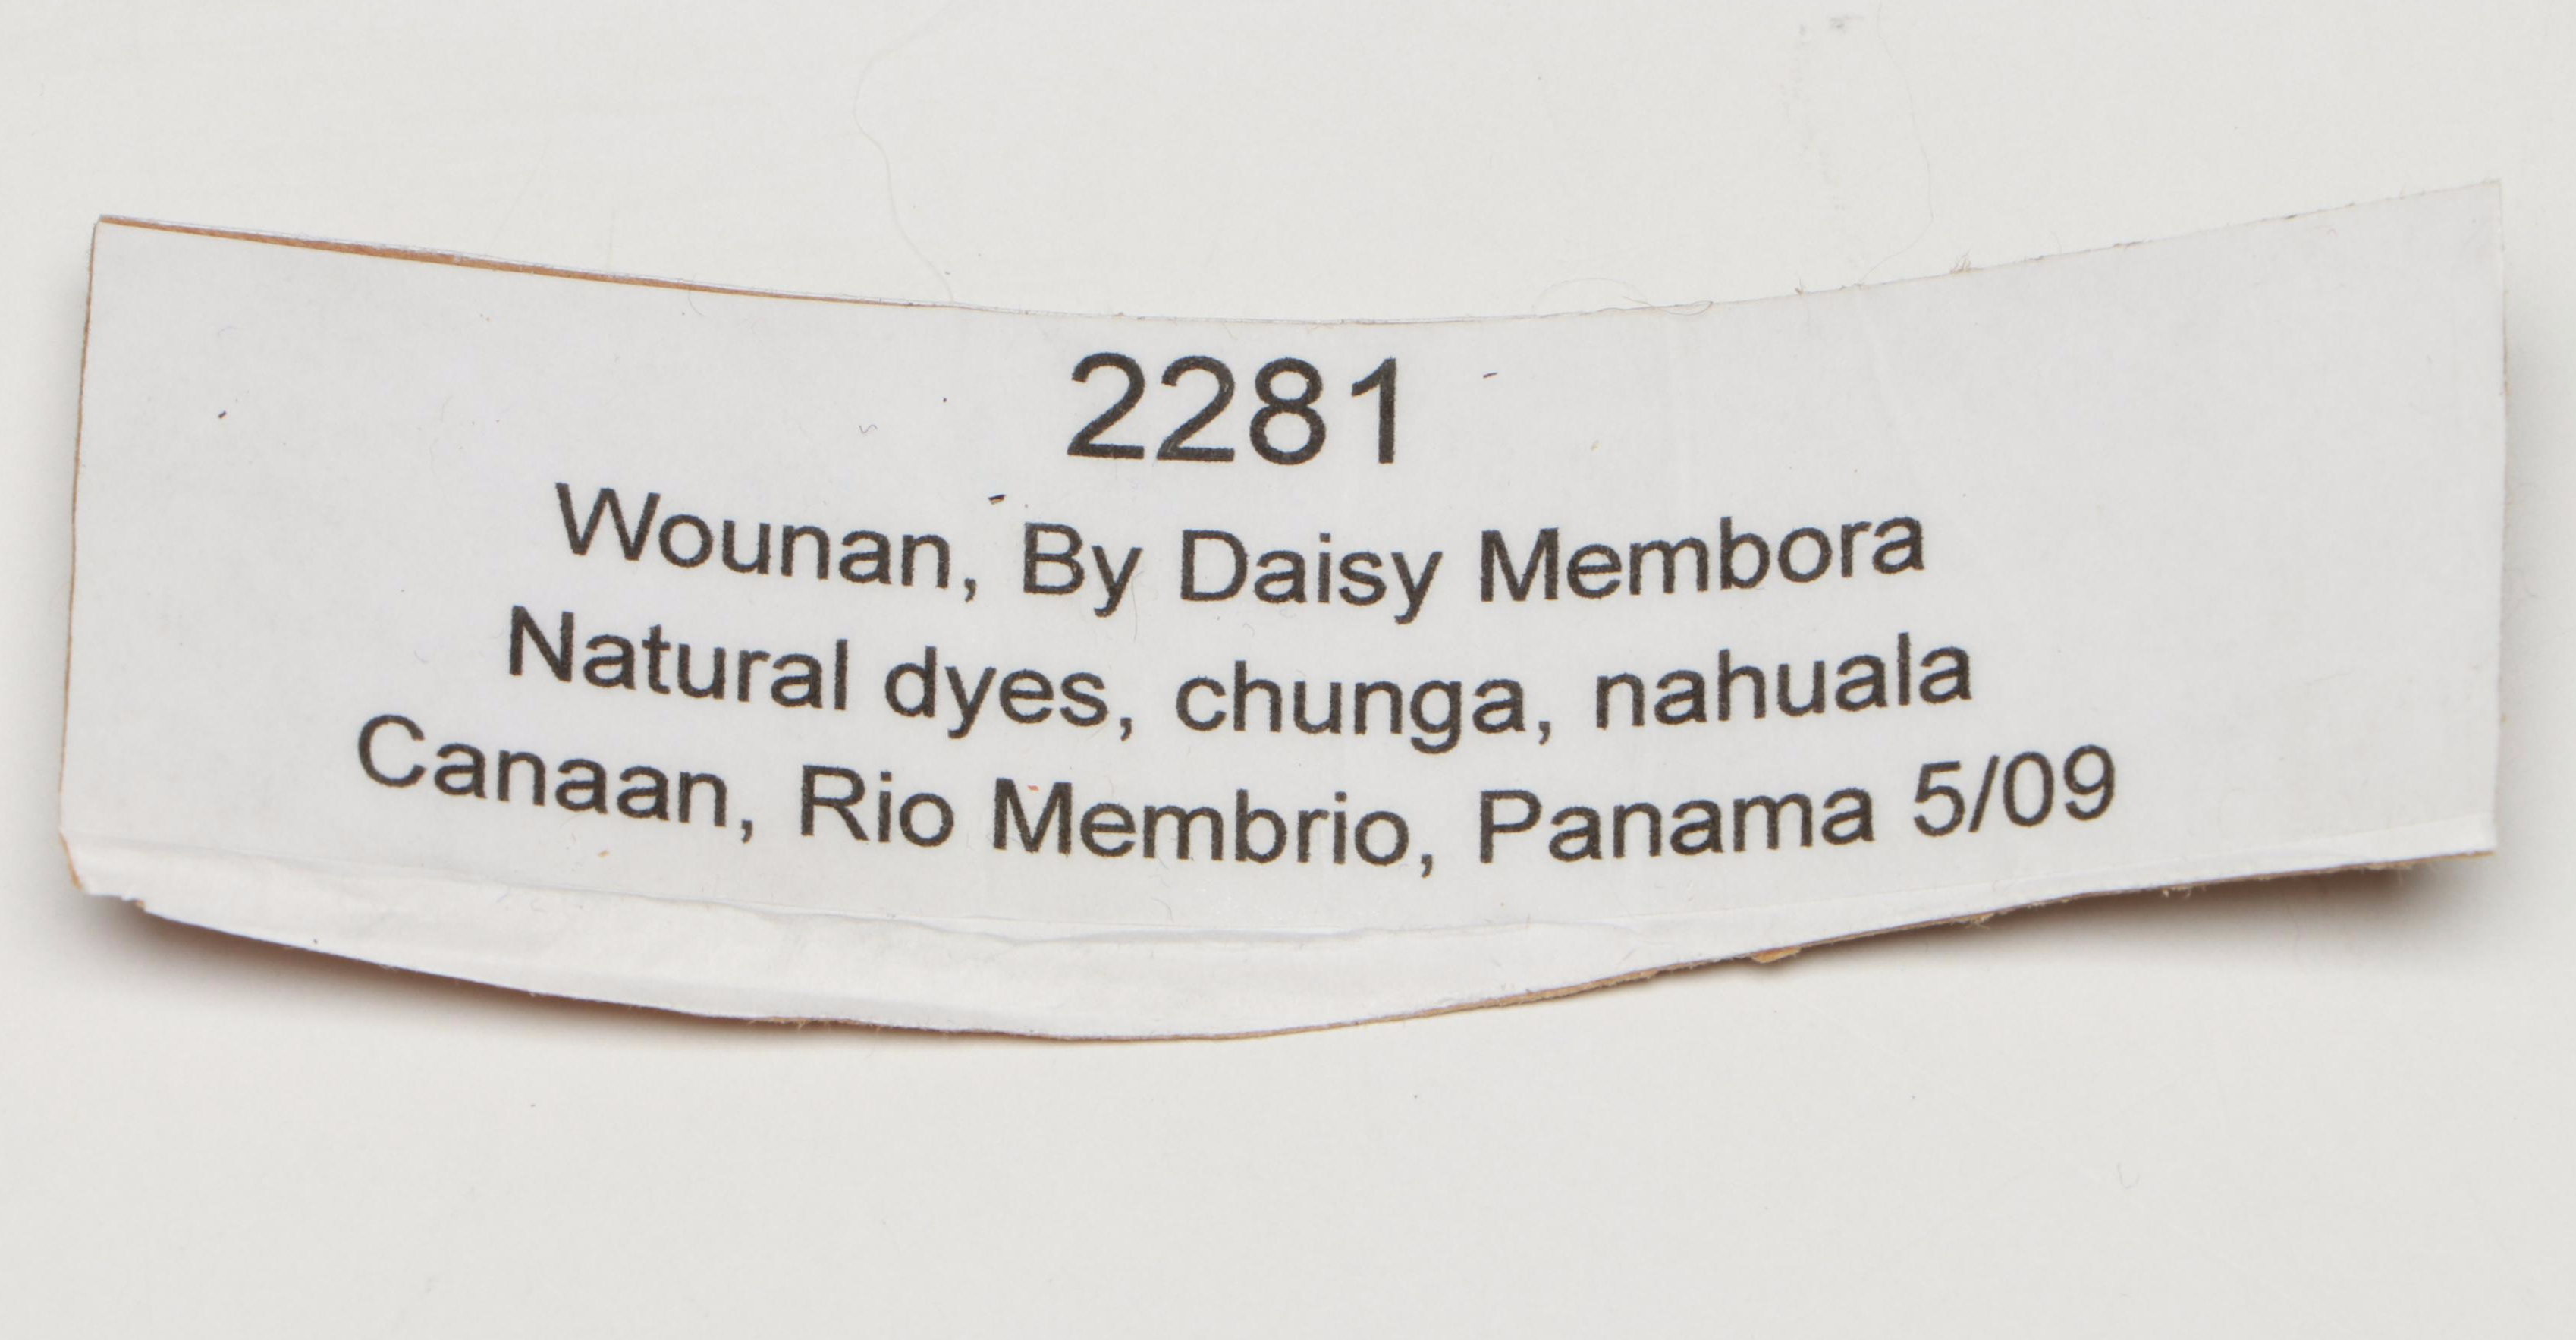 2281
Wounan, By Daisy Membora
Natural dyes, chunga, nahuala
Canaan, Rio Membrio, Panama 5/09